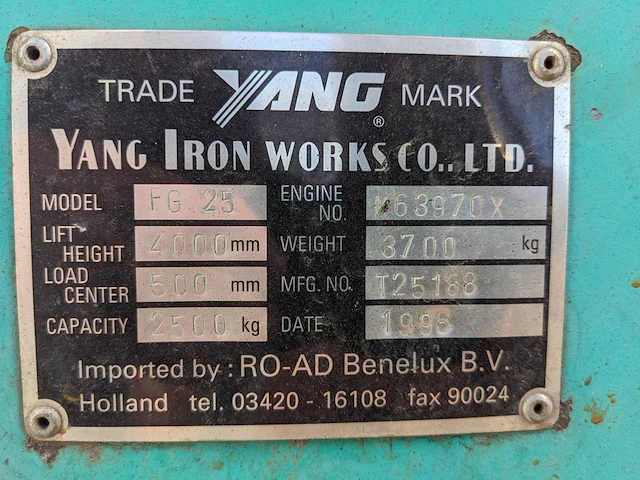 TRADE YANG MARK
®
YANG IRON WORKS CO., LTD.
MODEL FG 25 ENGINE NO. K63970X
LIFT HEIGHT 4000 mm WEIGHT 3700 kg
LOAD CENTER 500 mm MFG. NO. T25188
CAPACITY 2500 kg DATE 1998
Imported by : RO-AD Benelux B.V.
Holland tel. 03420 - 16108 fax 90024